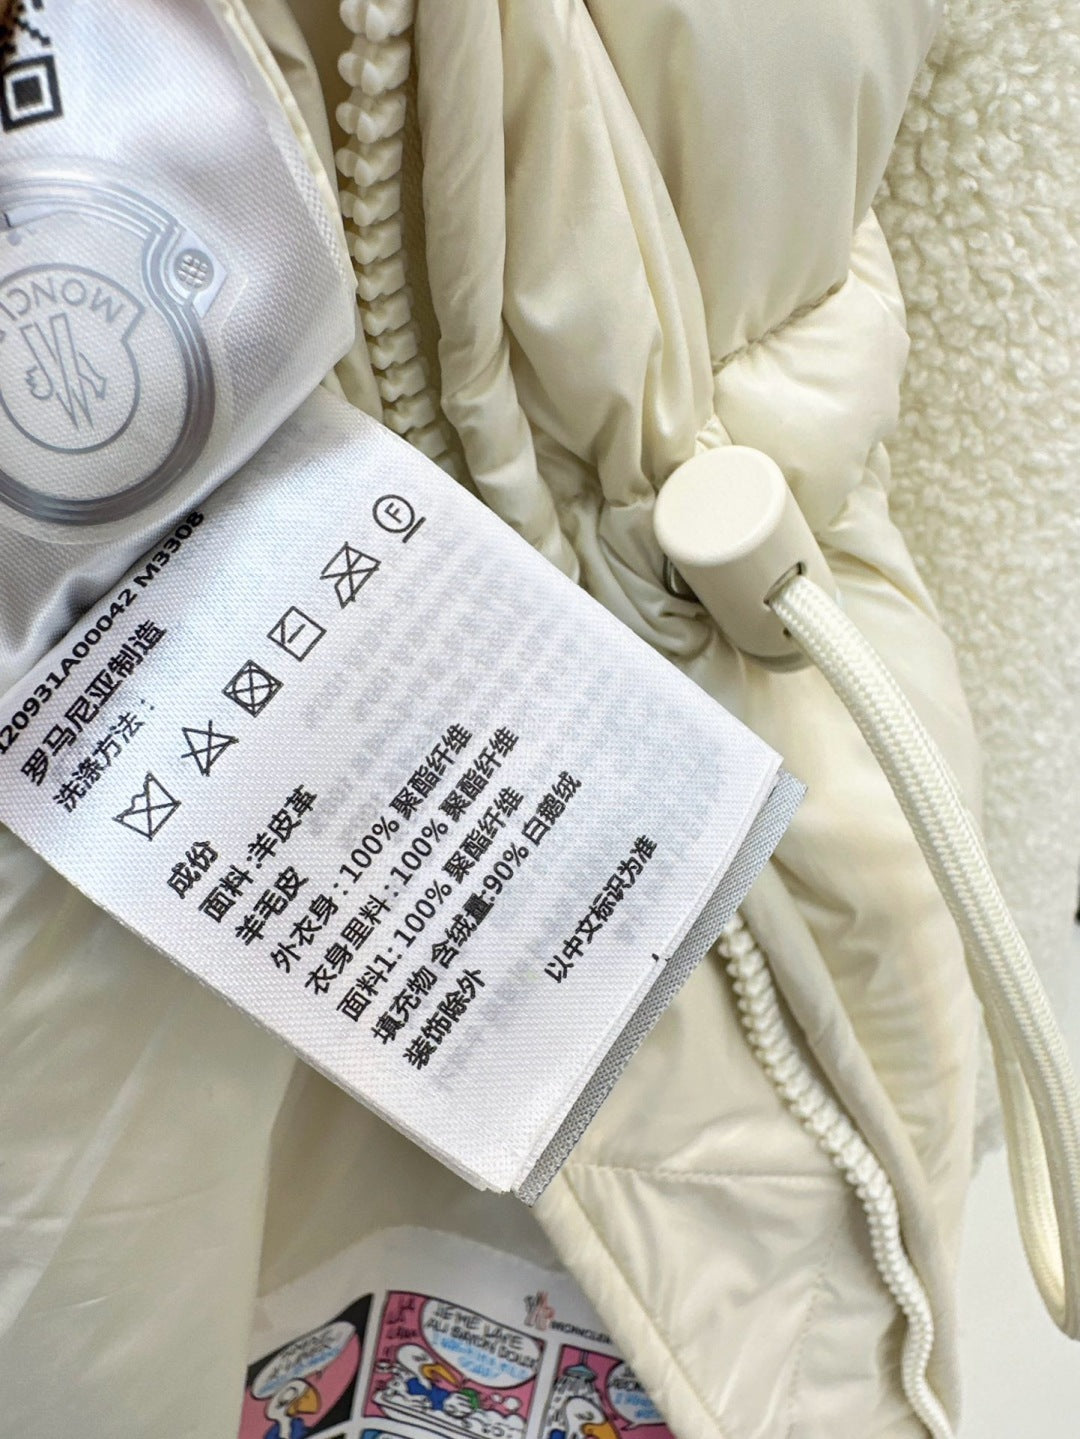 MONCL
I20931A00042 M3308
罗马尼亚制造
洗涤方法：
F
成份
面料:羊皮革
羊毛皮
外衣身：100% 聚酯纤维
衣身里料：100% 聚酯纤维
面料1: 100% 聚酯纤维
填充物 含绒量:90% 白鹅绒
装饰除外
以中文标识为准